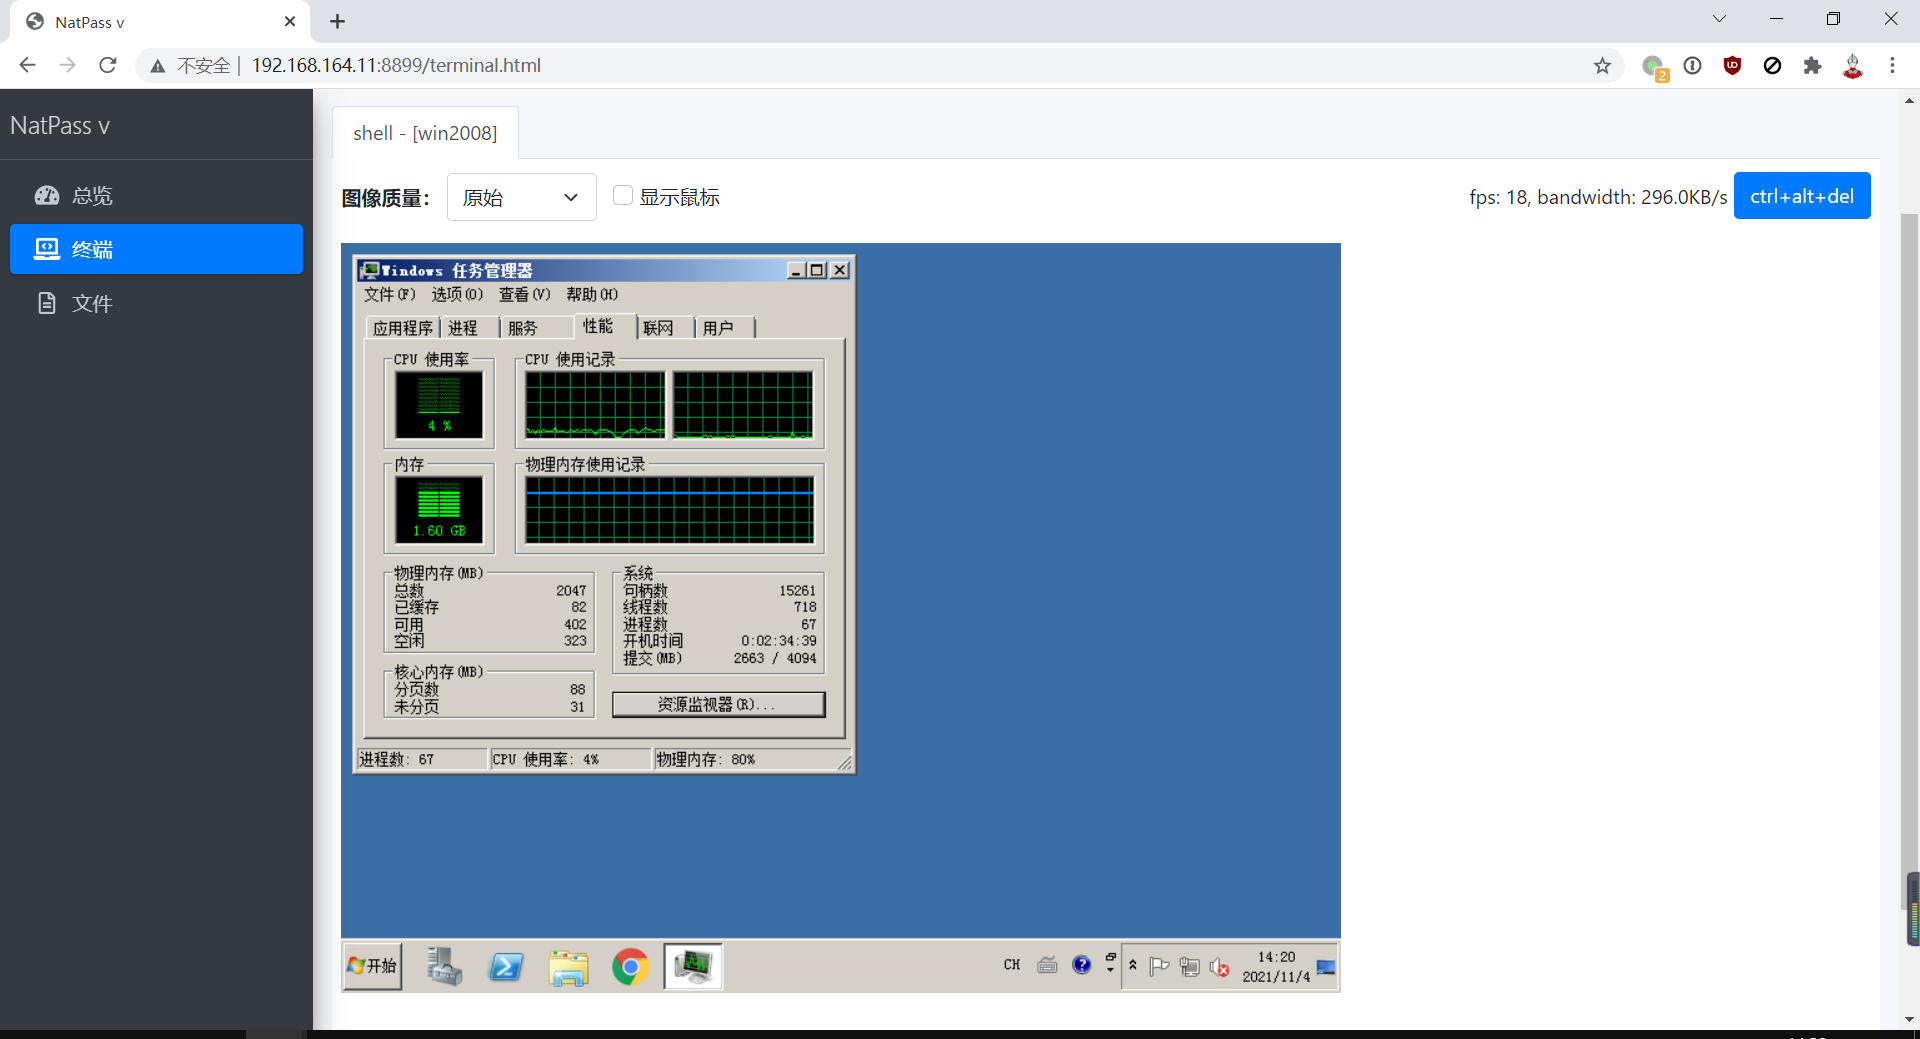 NatPass v
不安全 | 192.168.164.11:8899/terminal.html
2
NatPass v
总览
终端
文件
shell - [win2008]
图像质量：
原始
显示鼠标
fps: 18, bandwidth: 296.0KB/s
ctrl+alt+del
Windows 任务管理器
文件(F) 选项(O) 查看(V) 帮助(H)
应用程序 进程 服务 性能 联网 用户
CPU 使用率
4 %
CPU 使用记录
内存
1.60 GB
物理内存使用记录
物理内存(MB)
总数 2047
已缓存 82
可用 402
空闲 323
核心内存(MB)
分页数 88
未分页 31
系统
句柄数 15261
线程数 718
进程数 67
开机时间 0:02:34:39
提交(MB) 2663 / 4094
资源监视器(R)...
进程数: 67 CPU 使用率: 4% 物理内存: 80%
开始
CH
14:20
2021/11/4